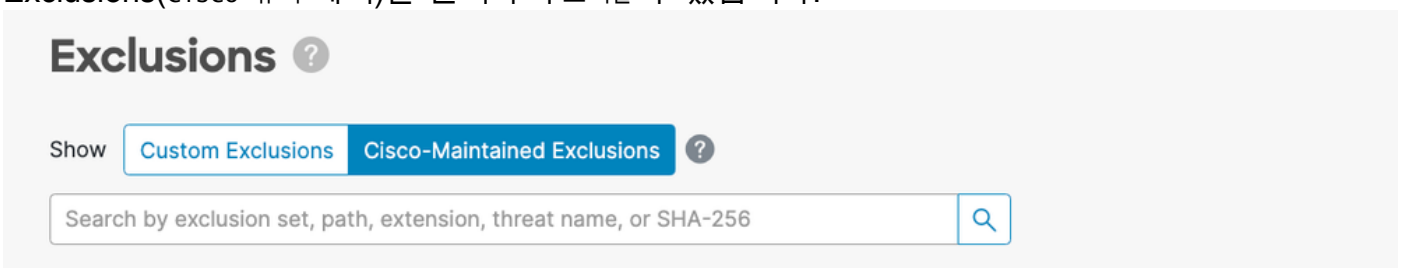 Exclusions
Show Custom Exclusions Cisco-Maintained Exclusions ?
Search by exclusion set, path, extension, threat name, or SHA-256